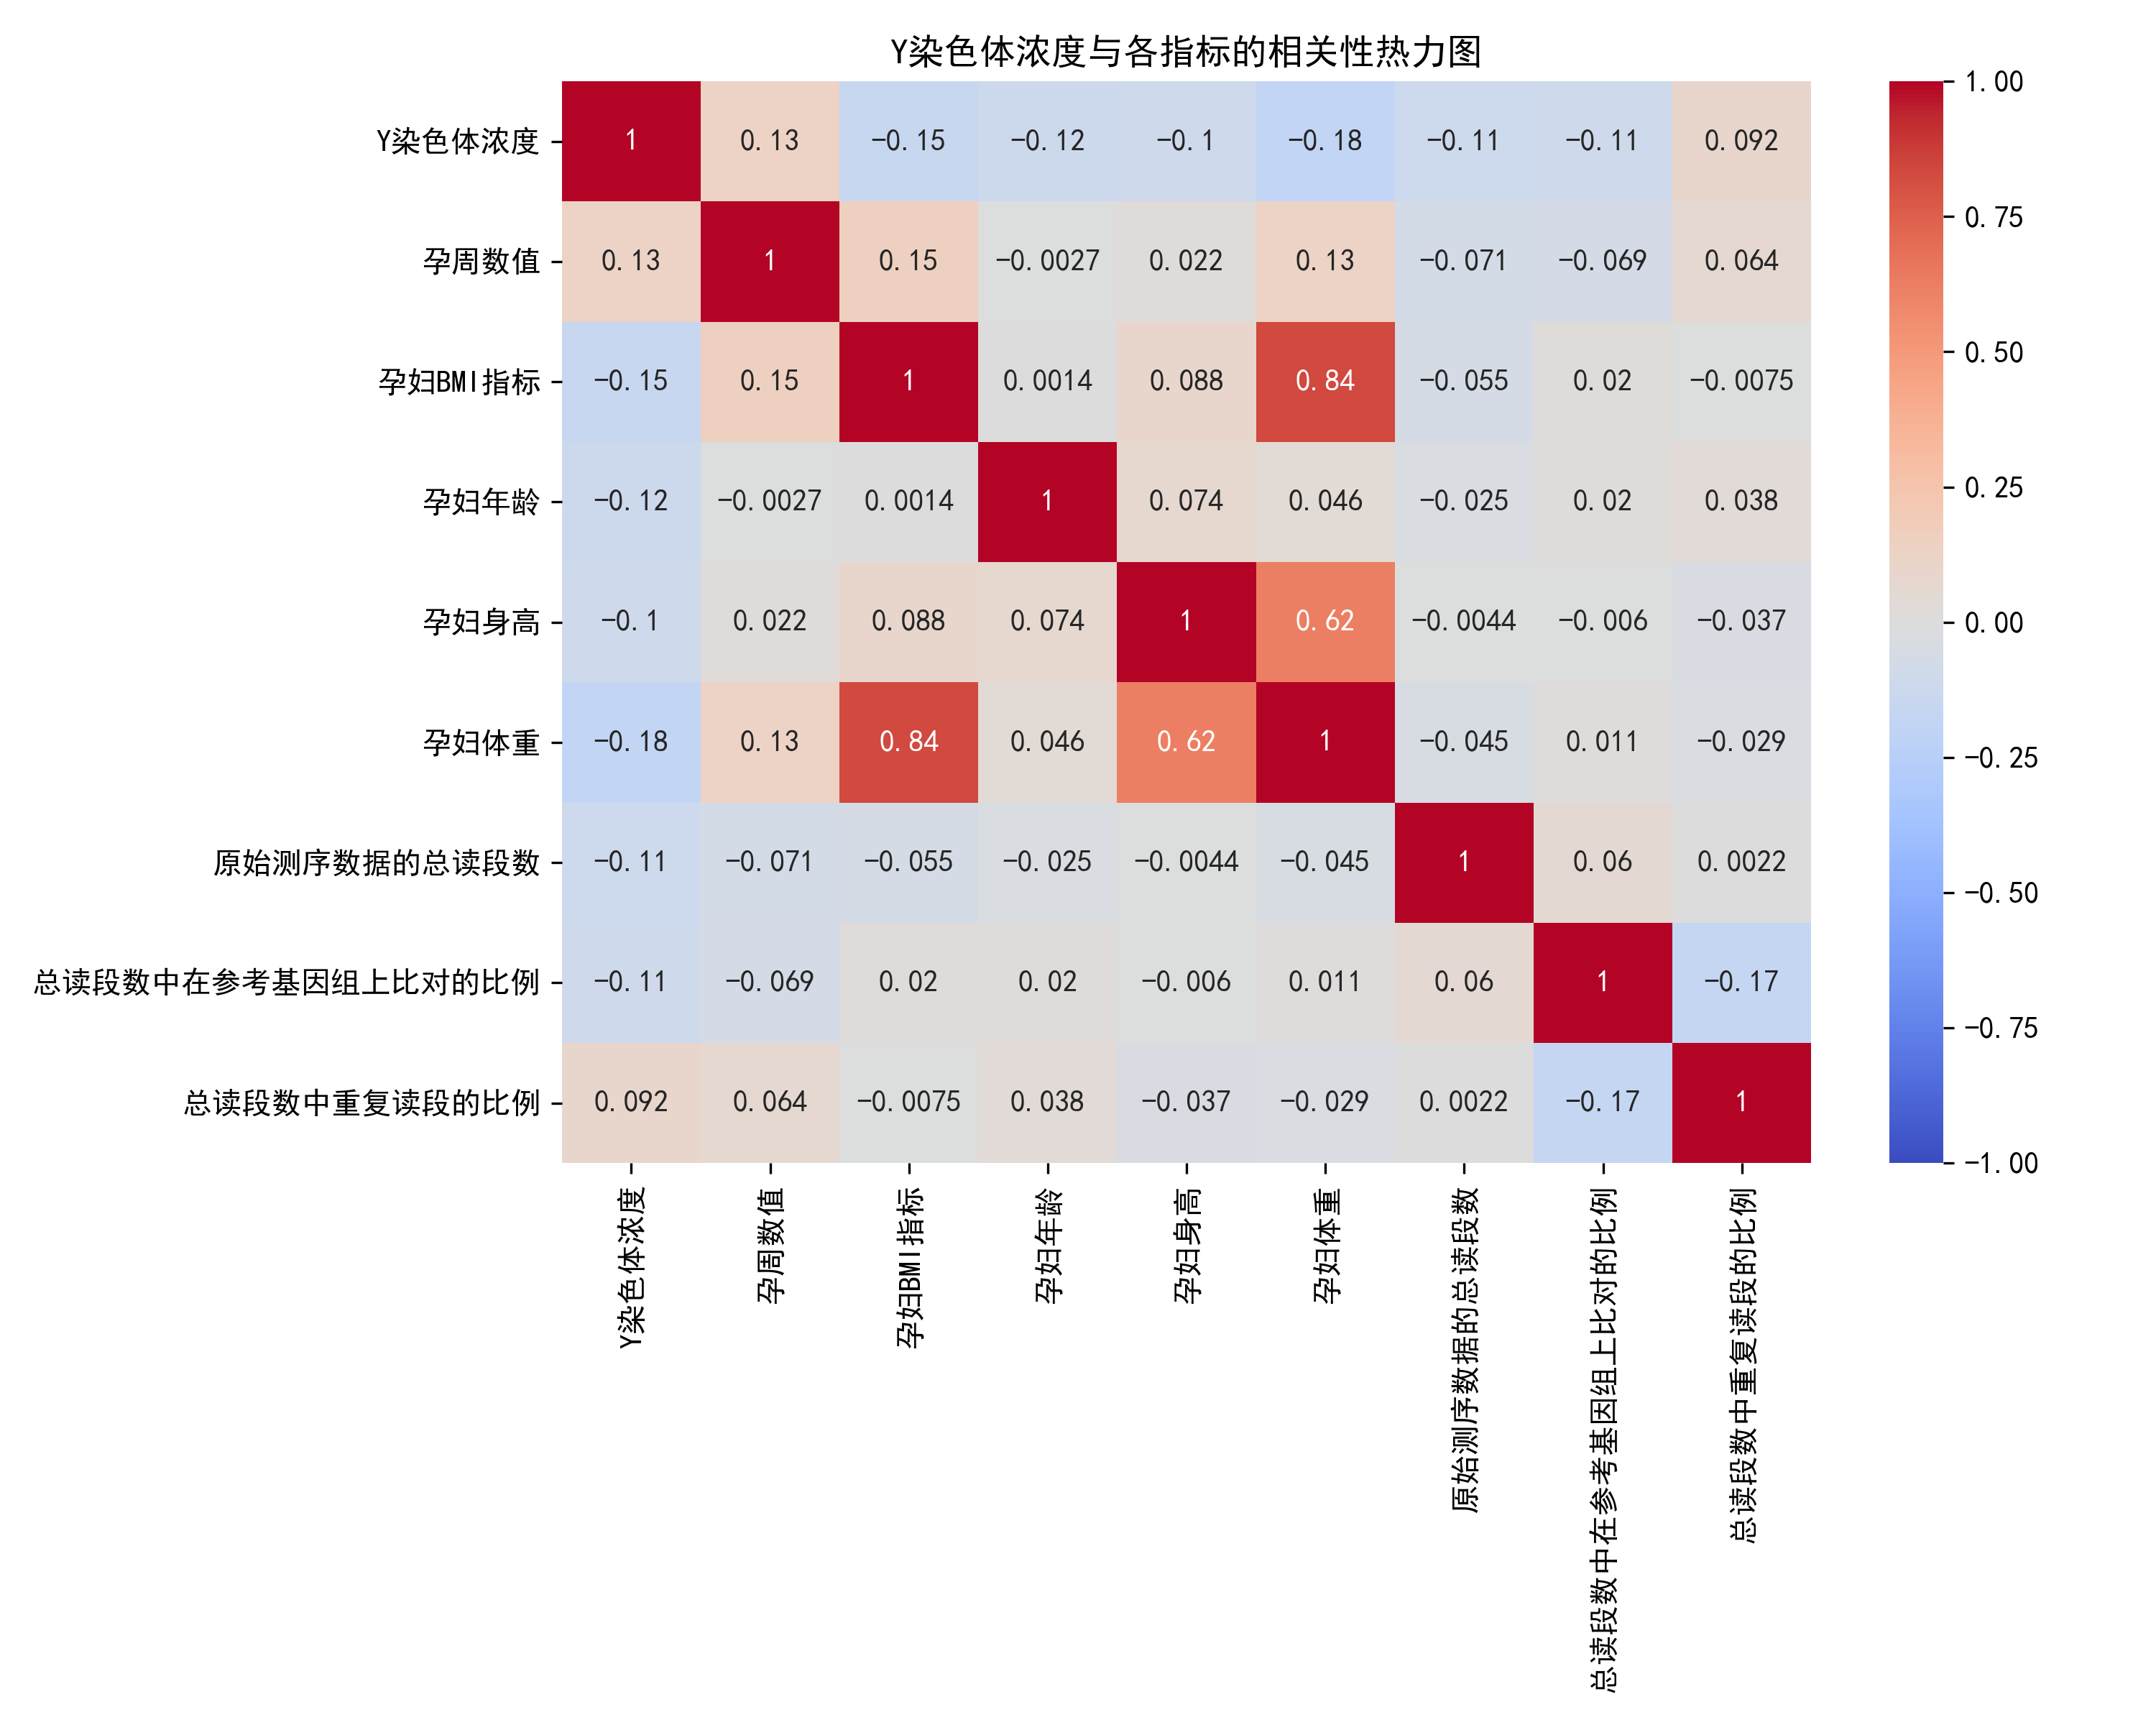 Y染色体浓度与各指标的相关性热力图
Y染色体浓度 1 0.13 −0.15 −0.12 −0.1 −0.18 −0.11 −0.11 0.092
孕周数值 0.13 1 0.15 −0.0027 0.022 0.13 −0.071 −0.069 0.064
孕妇BMI指标 −0.15 0.15 1 0.0014 0.088 0.84 −0.055 0.02 −0.0075
孕妇年龄 −0.12 −0.0027 0.0014 1 0.074 0.046 −0.025 0.02 0.038
孕妇身高 −0.1 0.022 0.088 0.074 1 0.62 −0.0044 −0.006 −0.037
孕妇体重 −0.18 0.13 0.84 0.046 0.62 1 −0.045 0.011 −0.029
原始测序数据的总读段数 −0.11 −0.071 −0.055 −0.025 −0.0044 −0.045 1 0.06 0.0022
总读段数中在参考基因组上比对的比例 −0.11 −0.069 0.02 0.02 −0.006 0.011 0.06 1 −0.17
总读段数中重复读段的比例 0.092 0.064 −0.0075 0.038 −0.037 −0.029 0.0022 −0.17 1
Y染色体浓度
孕周数值
孕妇BMI指标
孕妇年龄
孕妇身高
孕妇体重
原始测序数据的总读段数
总读段数中在参考基因组上比对的比例
总读段数中重复读段的比例
1.00
0.75
0.50
0.25
0.00
−0.25
−0.50
−0.75
−1.00